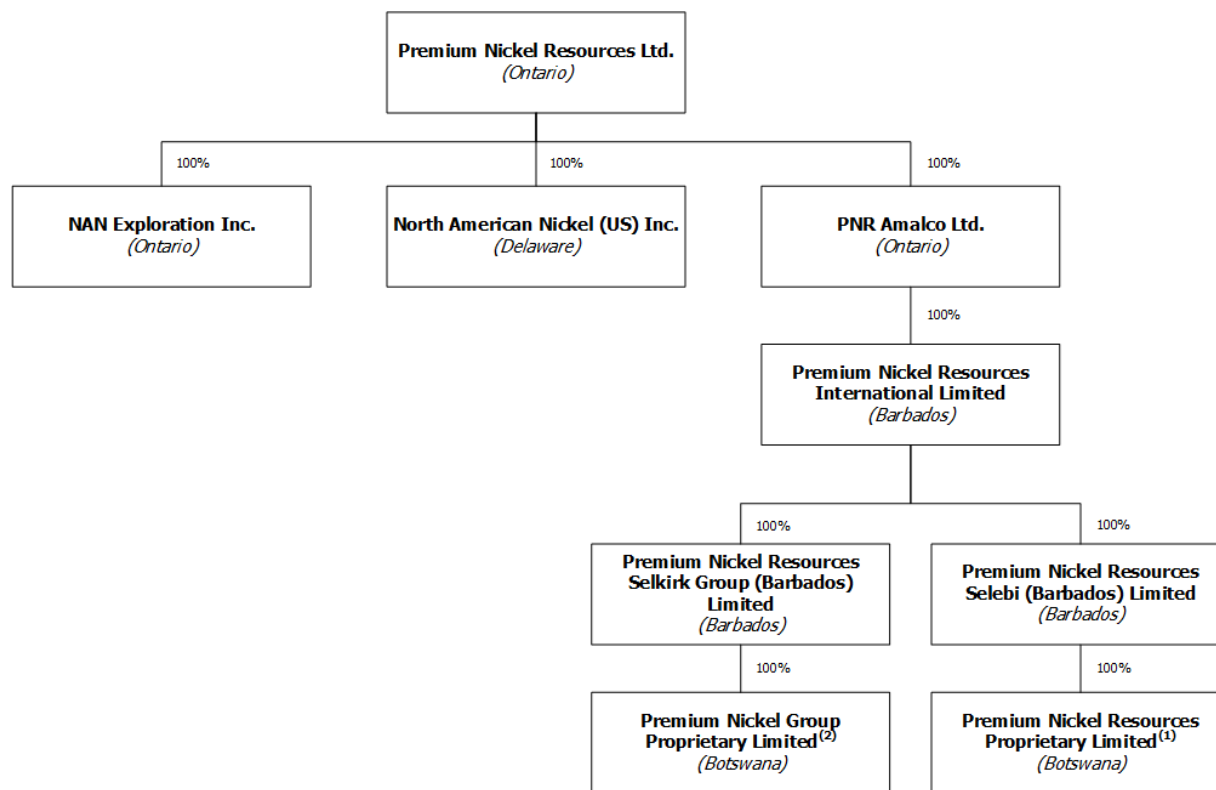 Premium Nickel Resources Ltd.
(Ontario)
100%
100%
100%
NAN Exploration Inc.
(Ontario)
North American Nickel (US) Inc.
(Delaware)
PNR Amalco Ltd.
(Ontario)
100%
Premium Nickel Resources
International Limited
(Barbados)
100%
100%
Premium Nickel Resources
Selkirk Group (Barbados)
Limited
(Barbados)
Premium Nickel Resources
Selebi (Barbados) Limited
(Barbados)
100%
100%
Premium Nickel Group
Proprietary Limited(2)
(Botswana)
Premium Nickel Resources
Proprietary Limited(1)
(Botswana)